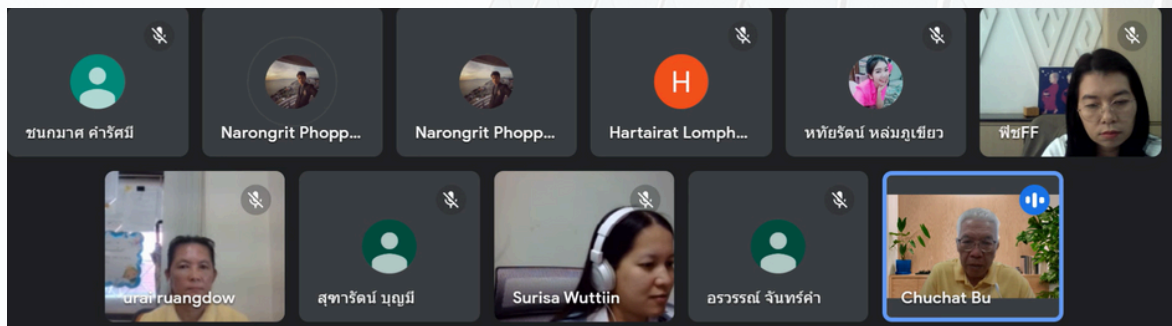 ชนกมาศ คำรัศมี
Narongrit Phopp...
Narongrit Phopp...
H
Hartairat Lomph...
หทัยรัตน์ หล่มภูเขียว
พีชFF
urai ruangdow
สุฑารัตน์ บุญมี
Surisa Wuttiin
อรวรรณ์ จันทร์คำ
Chuchat Bu